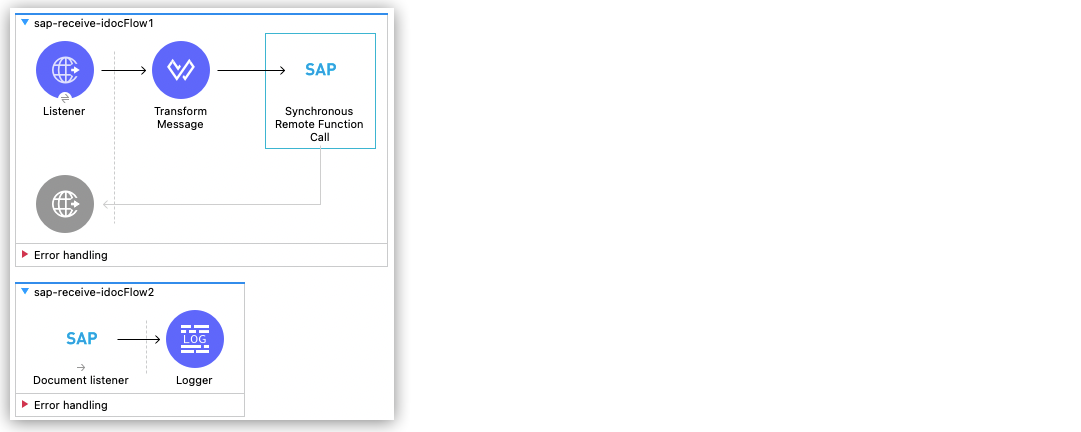 sap-receive-idocFlow1
SAP
Listener
Transform
Message
Synchronous
Remote Function
Call
Error handling
sap-receive-idocFlow2
SAP
LOG
Document listener
Logger
Error handling